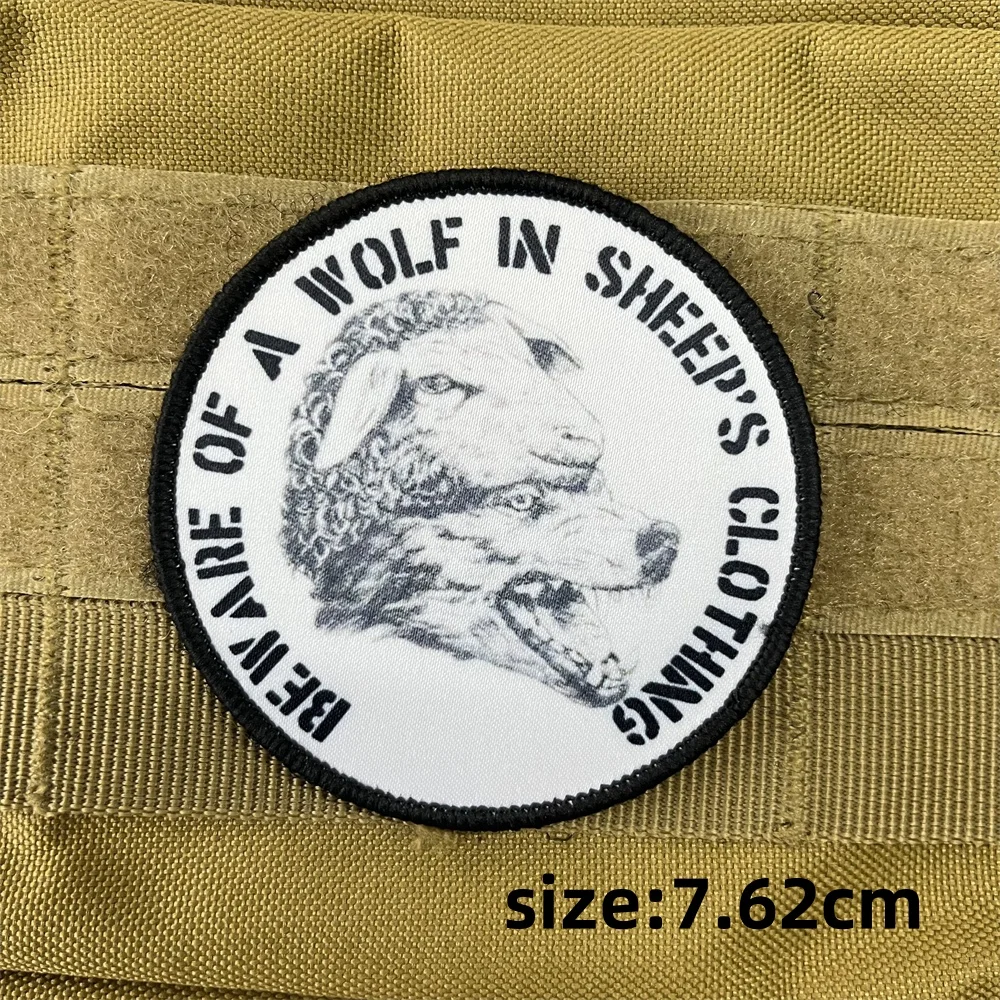 BEWARE OF A WOLF IN SHEEP'S CLOTHING
size:7.62cm